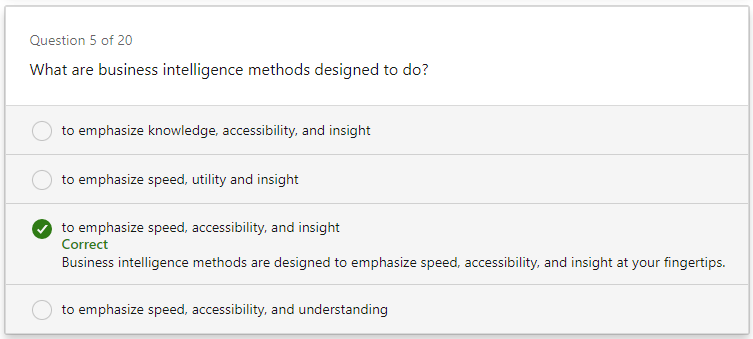 Question 5 of 20
What are business intelligence methods designed to do?
to emphasize knowledge, accessibility, and insight
to emphasize speed, utility and insight
to emphasize speed, accessibility, and insight
Correct
Business intelligence methods are designed to emphasize speed, accessibility, and insight at your fingertips.
to emphasize speed, accessibility, and understanding